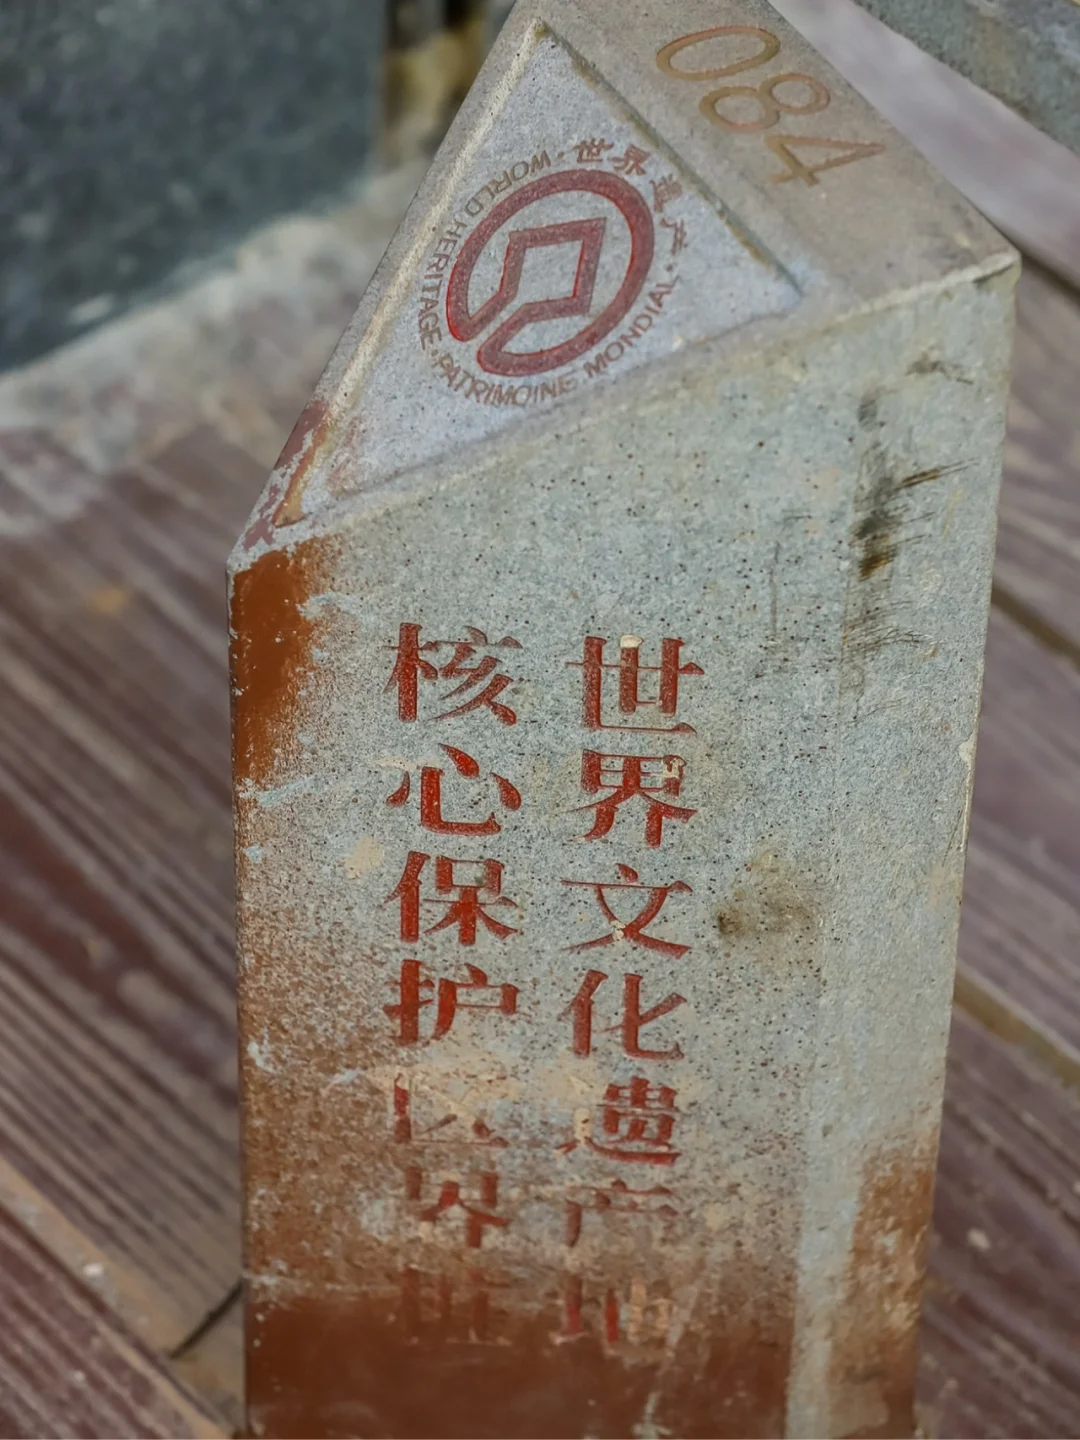 084
世界遗产 · WORLD HERITAGE · PATRIMOINE MONDIAL ·
世界文化遗产地
核心保护区界桩